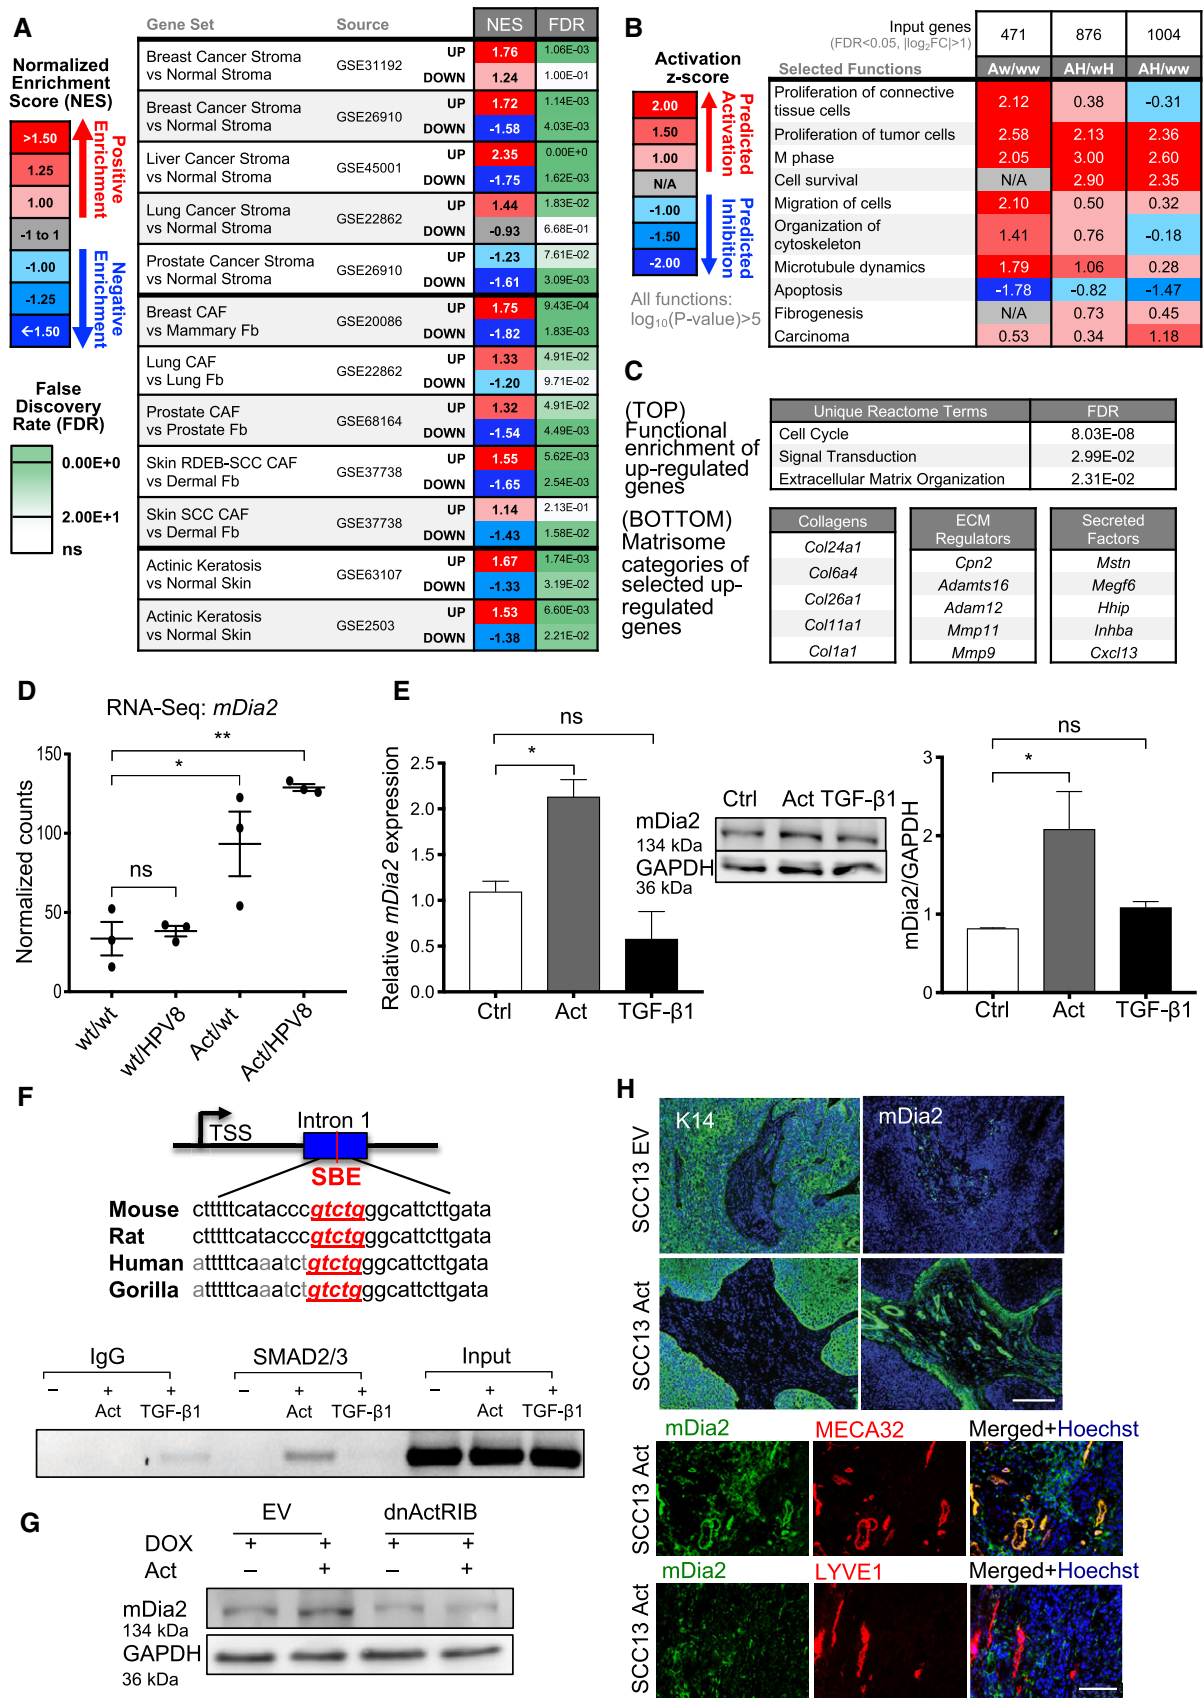 A
Gene Set Source NES FDR
Normalized
Enrichment
Score (NES)
>1.50
1.25
1.00
-1 to 1
-1.00
-1.25
←1.50
Positive
Enrichment
Negative
Enrichment
False
Discovery
Rate (FDR)
0.00E+0
2.00E+1
ns
Breast Cancer Stroma
vs Normal Stroma
GSE31192
UP 1.76 1.06E-03
DOWN 1.24 1.00E-01
Breast Cancer Stroma
vs Normal Stroma
GSE26910
UP 1.72 1.14E-03
DOWN -1.58 4.03E-03
Liver Cancer Stroma
vs Normal Stroma
GSE45001
UP 2.35 0.00E+0
DOWN -1.75 1.62E-03
Lung Cancer Stroma
vs Normal Stroma
GSE22862
UP 1.44 1.83E-02
DOWN -0.93 6.68E-01
Prostate Cancer Stroma
vs Normal Stroma
GSE26910
UP -1.23 7.61E-02
DOWN -1.61 3.09E-03
Breast CAF
vs Mammary Fb
GSE20086
UP 1.75 9.43E-04
DOWN -1.82 1.83E-03
Lung CAF
vs Lung Fb
GSE22862
UP 1.33 4.91E-02
DOWN -1.20 9.71E-02
Prostate CAF
vs Prostate Fb
GSE68164
UP 1.32 4.91E-02
DOWN -1.54 4.49E-03
Skin RDEB-SCC CAF
vs Dermal Fb
GSE37738
UP 1.55 5.62E-03
DOWN -1.65 2.54E-03
Skin SCC CAF
vs Dermal Fb
GSE37738
UP 1.14 2.13E-01
DOWN -1.43 1.58E-02
Actinic Keratosis
vs Normal Skin
GSE63107
UP 1.67 1.74E-03
DOWN -1.33 3.19E-02
Actinic Keratosis
vs Normal Skin
GSE2503
UP 1.53 6.60E-03
DOWN -1.38 2.21E-02
B
Activation
z-score
2.00
1.50
1.00
N/A
-1.00
-1.50
-2.00
Predicted
Activation
Predicted
Inhibition
All functions:
log10(P-value)>5
Input genes
(FDR<0.05, |log2FC|>1)
471 876 1004
Selected Functions Aw/ww AH/wH AH/ww
Proliferation of connective
tissue cells
2.12 0.38 -0.31
Proliferation of tumor cells 2.58 2.13 2.36
M phase 2.05 3.00 2.60
Cell survival N/A 2.90 2.35
Migration of cells 2.10 0.50 0.32
Organization of
cytoskeleton
1.41 0.76 -0.18
Microtubule dynamics 1.79 1.06 0.28
Apoptosis -1.78 -0.82 -1.47
Fibrogenesis N/A 0.73 0.45
Carcinoma 0.53 0.34 1.18
C
(TOP)
Functional
enrichment of
up-regulated
genes
Unique Reactome Terms FDR
Cell Cycle 8.03E-08
Signal Transduction 2.99E-02
Extracellular Matrix Organization 2.31E-02
(BOTTOM)
Matrisome
categories of
selected up-
regulated
genes
Collagens
Col24a1
Col6a4
Col26a1
Col11a1
Col1a1
ECM
Regulators
Cpn2
Adamts16
Adam12
Mmp11
Mmp9
Secreted
Factors
Mstn
Megf6
Hhip
Inhba
Cxcl13
D
RNA-Seq: mDia2
Normalized counts
150
100
50
0
**
*
ns
wt/wt
wt/HPV8
Act/wt
Act/HPV8
E
Relative mDia2 expression
2.5
2.0
1.5
1.0
0.5
0.0
ns
*
Ctrl Act TGF-β1
Ctrl Act TGF-β1
mDia2
134 kDa
GAPDH
36 kDa
mDia2/GAPDH
3
2
1
0
ns
*
Ctrl Act TGF-β1
F
TSS
Intron 1
SBE
Mouse ctttttcatacccgtctgggcattcttgata
Rat ctttttcatacccgtctgggcattcttgata
Human atttttcaaatctgtctgggcattcttgata
Gorilla atttttcaaatctgtctgggcattcttgata
IgG SMAD2/3 Input
– + + – + + – + +
Act TGF-β1 Act TGF-β1 Act TGF-β1
G
EV dnActRIB
DOX + + + +
Act – + – +
mDia2
134 kDa
GAPDH
36 kDa
H
K14 mDia2
SCC13 EV
SCC13 Act
mDia2 MECA32 Merged+Hoechst
SCC13 Act
mDia2 LYVE1 Merged+Hoechst
SCC13 Act